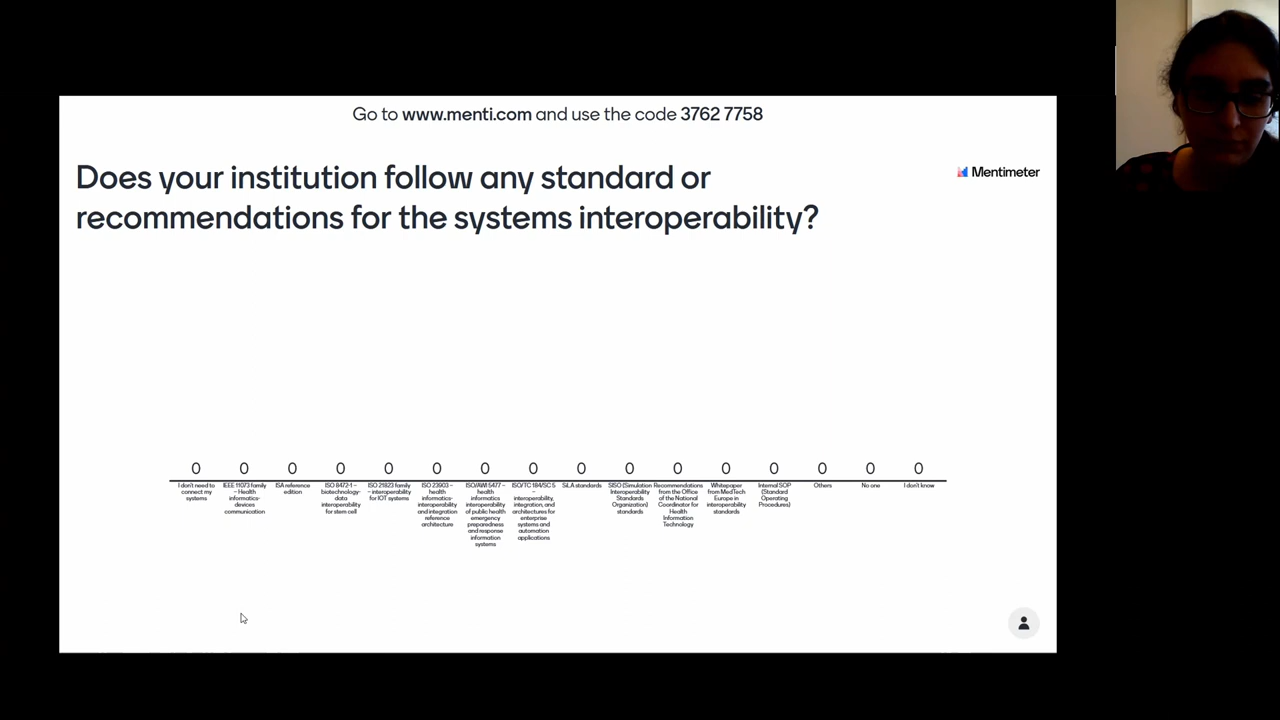 Go to www.menti.com and use the code 3762 7758
Does your institution follow any standard or
recommendations for the systems interoperability?
Mentimeter
0 0 0 0 0 0 0 0 0 0 0 0 0 0 0 0
I don't need to
connect my
systems
IEEE 11073 family
– Health
informatics-
devices
communication
ISA reference
edition
ISO 8472-1 –
biotechnology-
data
interoperability
for stem cell
ISO 21823 family
– interoperability
for IOT systems
ISO 23903 –
health
informatics-
interoperability
and integration
reference
architecture
ISO/AWI 5477 –
health
informatics
interoperability
of public health
emergency
preparedness
and response
information
systems
ISO/TC 184/SC 5
–
interoperability,
integration, and
architectures for
enterprise
systems and
automation
applications
SiLA standards
SISO (Simulation
Interoperability
Standards
Organization)
standards
Recommendations
from the Office
of the National
Coordinator for
Health
Information
Technology
Whitepaper
from MedTech
Europe in
interoperability
standards
Internal SOP
(Standard
Operating
Procedures)
Others
No one
I don't know